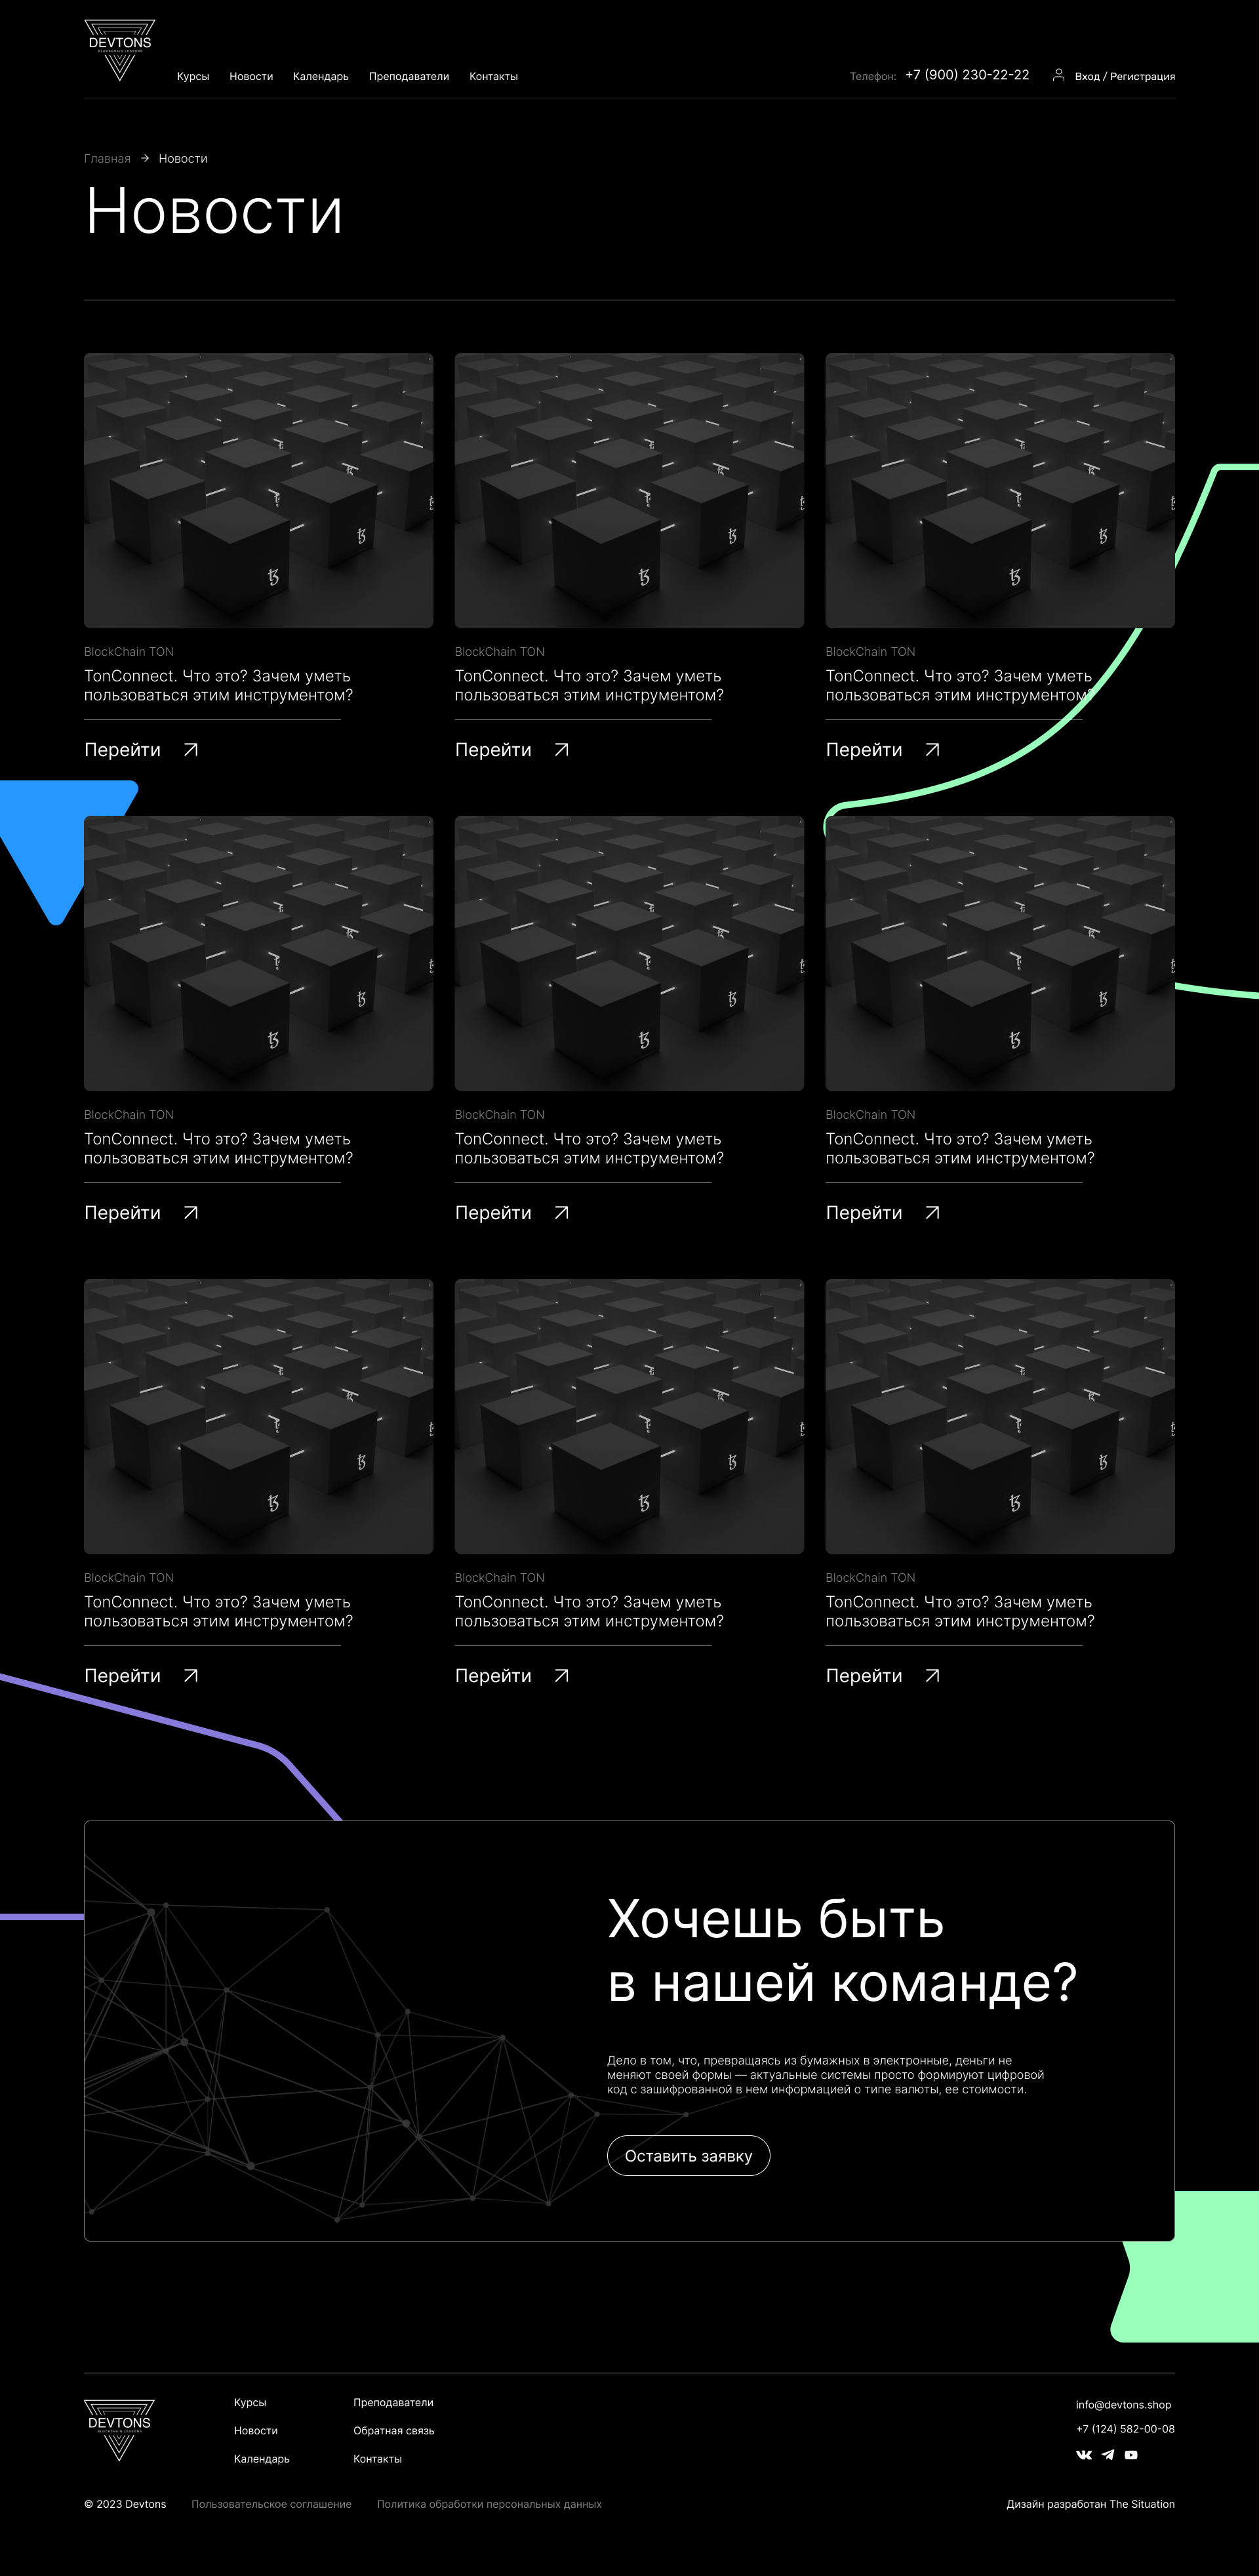 DEVTONS
BLOCKCHAIN LESSONS
Курсы Новости Календарь Преподаватели Контакты Телефон: +7 (900) 230-22-22 Вход / Регистрация
Главная → Новости
Новости
BlockChain TON BlockChain TON BlockChain TON
TonConnect. Что это? Зачем уметь TonConnect. Что это? Зачем уметь TonConnect. Что это? Зачем уметь
пользоваться этим инструментом? пользоваться этим инструментом? пользоваться этим инструментом?
Перейти Перейти Перейти
BlockChain TON BlockChain TON BlockChain TON
TonConnect. Что это? Зачем уметь TonConnect. Что это? Зачем уметь TonConnect. Что это? Зачем уметь
пользоваться этим инструментом? пользоваться этим инструментом? пользоваться этим инструментом?
Перейти Перейти Перейти
BlockChain TON BlockChain TON BlockChain TON
TonConnect. Что это? Зачем уметь TonConnect. Что это? Зачем уметь TonConnect. Что это? Зачем уметь
пользоваться этим инструментом? пользоваться этим инструментом? пользоваться этим инструментом?
Перейти Перейти Перейти
Хочешь быть
в нашей команде?
Дело в том, что, превращаясь из бумажных в электронные, деньги не
меняют своей формы — актуальные системы просто формируют цифровой
код с зашифрованной в нем информацией о типе валюты, ее стоимости.
Оставить заявку
DEVTONS
BLOCKCHAIN LESSONS
Курсы Преподаватели info@devtons.shop
Новости Обратная связь +7 (124) 582-00-08
Календарь Контакты
© 2023 Devtons Пользовательское соглашение Политика обработки персональных данных Дизайн разработан The Situation